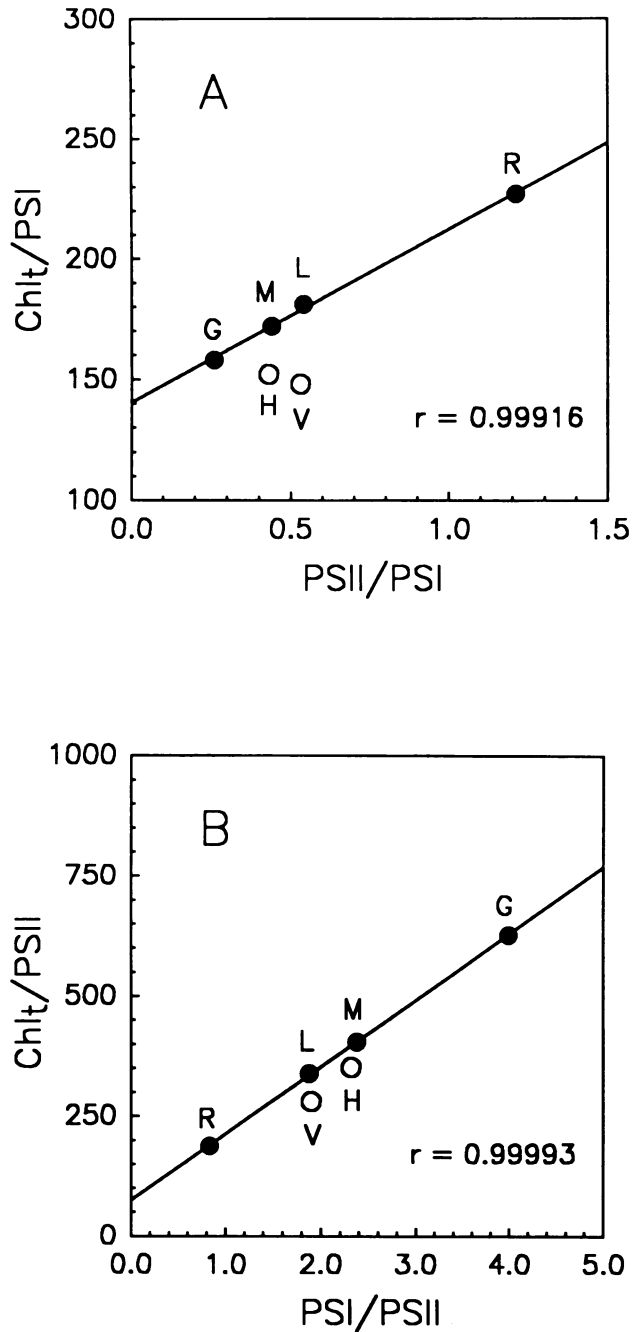 300
A
250
R
Chlt/PSI
200
L
M
G
150
H
V
r = 0.99916
100
0.0 0.5 1.0 1.5
PSII/PSI
1000
B
750
G
Chlt/PSII
500
M
L
250
R
H
V
r = 0.99993
0
0.0 1.0 2.0 3.0 4.0 5.0
PSI/PSII